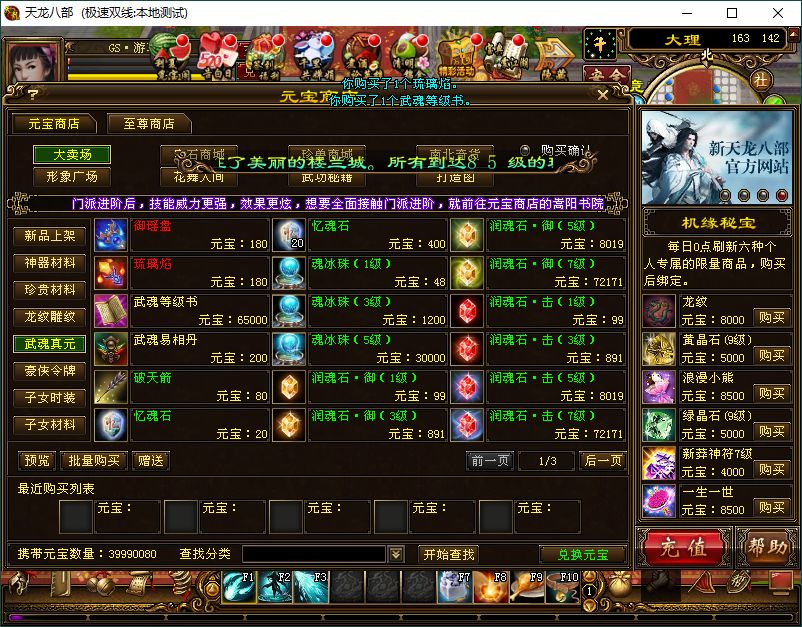 天龙八部 (极速双线:本地测试)
GS·游
大理 163 142
北
社
安全
元宝商店
你购买了1个琉璃焰。
你购买了1个武魂等级书。
元宝商店 至尊商店
大卖场 南北奇货 购买确认
了美丽的楼兰城。所有到达85级的
形象广场 花舞人间 武功秘籍 打造图
门派进阶后，技能威力更强，效果更炫，想要全面接触门派进阶，就前往元宝商店的嵩阳书院
新品上架
神器材料
珍贵材料
龙纹雕纹
武魂真元
豪侠令牌
子女时装
子女材料
御瑶盘 元宝：180
20 忆魂石 元宝：400
润魂石·御（5级） 元宝：8019
琉璃焰 元宝：180
魂冰珠（1级） 元宝：48
润魂石·御（7级） 元宝：72171
武魂等级书 元宝：65000
魂冰珠（3级） 元宝：1200
润魂石·击（1级） 元宝：99
武魂易相丹 元宝：200
魂冰珠（5级） 元宝：30000
润魂石·击（3级） 元宝：891
破天箭 元宝：80
润魂石·御（1级） 元宝：99
润魂石·击（5级） 元宝：8019
忆魂石 元宝：20
润魂石·御（3级） 元宝：891
润魂石·击（7级） 元宝：72171
预览 批量购买 赠送 前一页 1/3 后一页
最近购买列表
元宝： 元宝： 元宝： 元宝： 元宝：
携带元宝数量：39990080 查找分类 开始查找 兑换元宝
新天龙八部
官方网站
机缘秘宝
每日0点刷新六种个
人专属的限量商品，购买
后绑定。
龙纹
元宝：8000 购买
黄晶石(9级)
元宝：5000 购买
浪漫小熊
元宝：8500 购买
绿晶石(9级)
元宝：5000 购买
新莽神符7级
元宝：4000 购买
一生一世
元宝：8500 购买
充值 帮助
F1 F2 F3 F7 F8 F9 F10 1